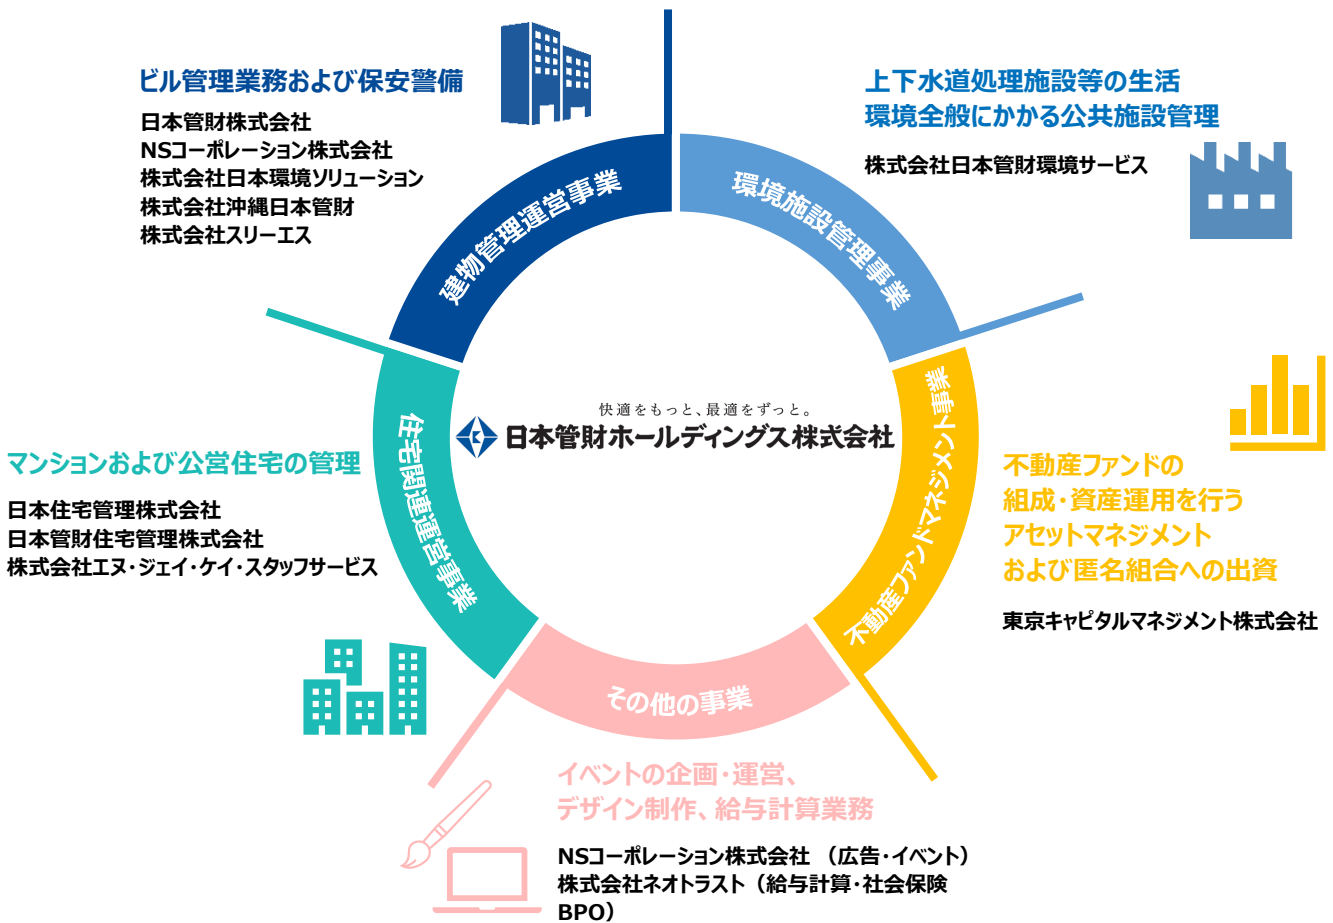 ビル管理業務および保安警備
日本管財株式会社
NSコーポレーション株式会社
株式会社日本環境ソリューション
株式会社沖縄日本管財
株式会社スリーエス
建物管理運営事業
上下水道処理施設等の生活
環境全般にかかる公共施設管理
株式会社日本管財環境サービス
環境施設管理事業
快適をもっと、最適をずっと。
日本管財ホールディングス株式会社
マンションおよび公営住宅の管理
日本住宅管理株式会社
日本管財住宅管理株式会社
株式会社エヌ・ジェイ・ケイ・スタッフサービス
住宅関連運営事業
不動産ファンドマネジメント事業
不動産ファンドの
組成・資産運用を行う
アセットマネジメント
および匿名組合への出資
東京キャピタルマネジメント株式会社
その他の事業
イベントの企画・運営、
デザイン制作、給与計算業務
NSコーポレーション株式会社 （広告・イベント）
株式会社ネオトラスト（給与計算・社会保険
BPO）